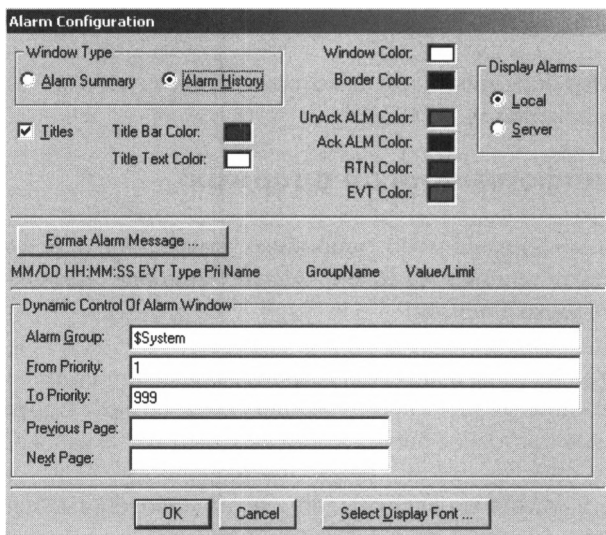 Alarm Configuration
Window Type
Alarm Summary
Alarm History
Titles
Title Bar Color:
Title Text Color:
Window Color:
Border Color:
UnAck ALM Color:
Ack ALM Color:
RTN Color:
EVT Color:
Display Alarms
Local
Server
Format Alarm Message ...
MM/DD HH:MM:SS EVT Type Pri Name GroupName Value/Limit
Dynamic Control Of Alarm Window
Alarm Group: $System
From Priority: 1
To Priority: 999
Previous Page:
Next Page:
OK
Cancel
Select Display Font ...